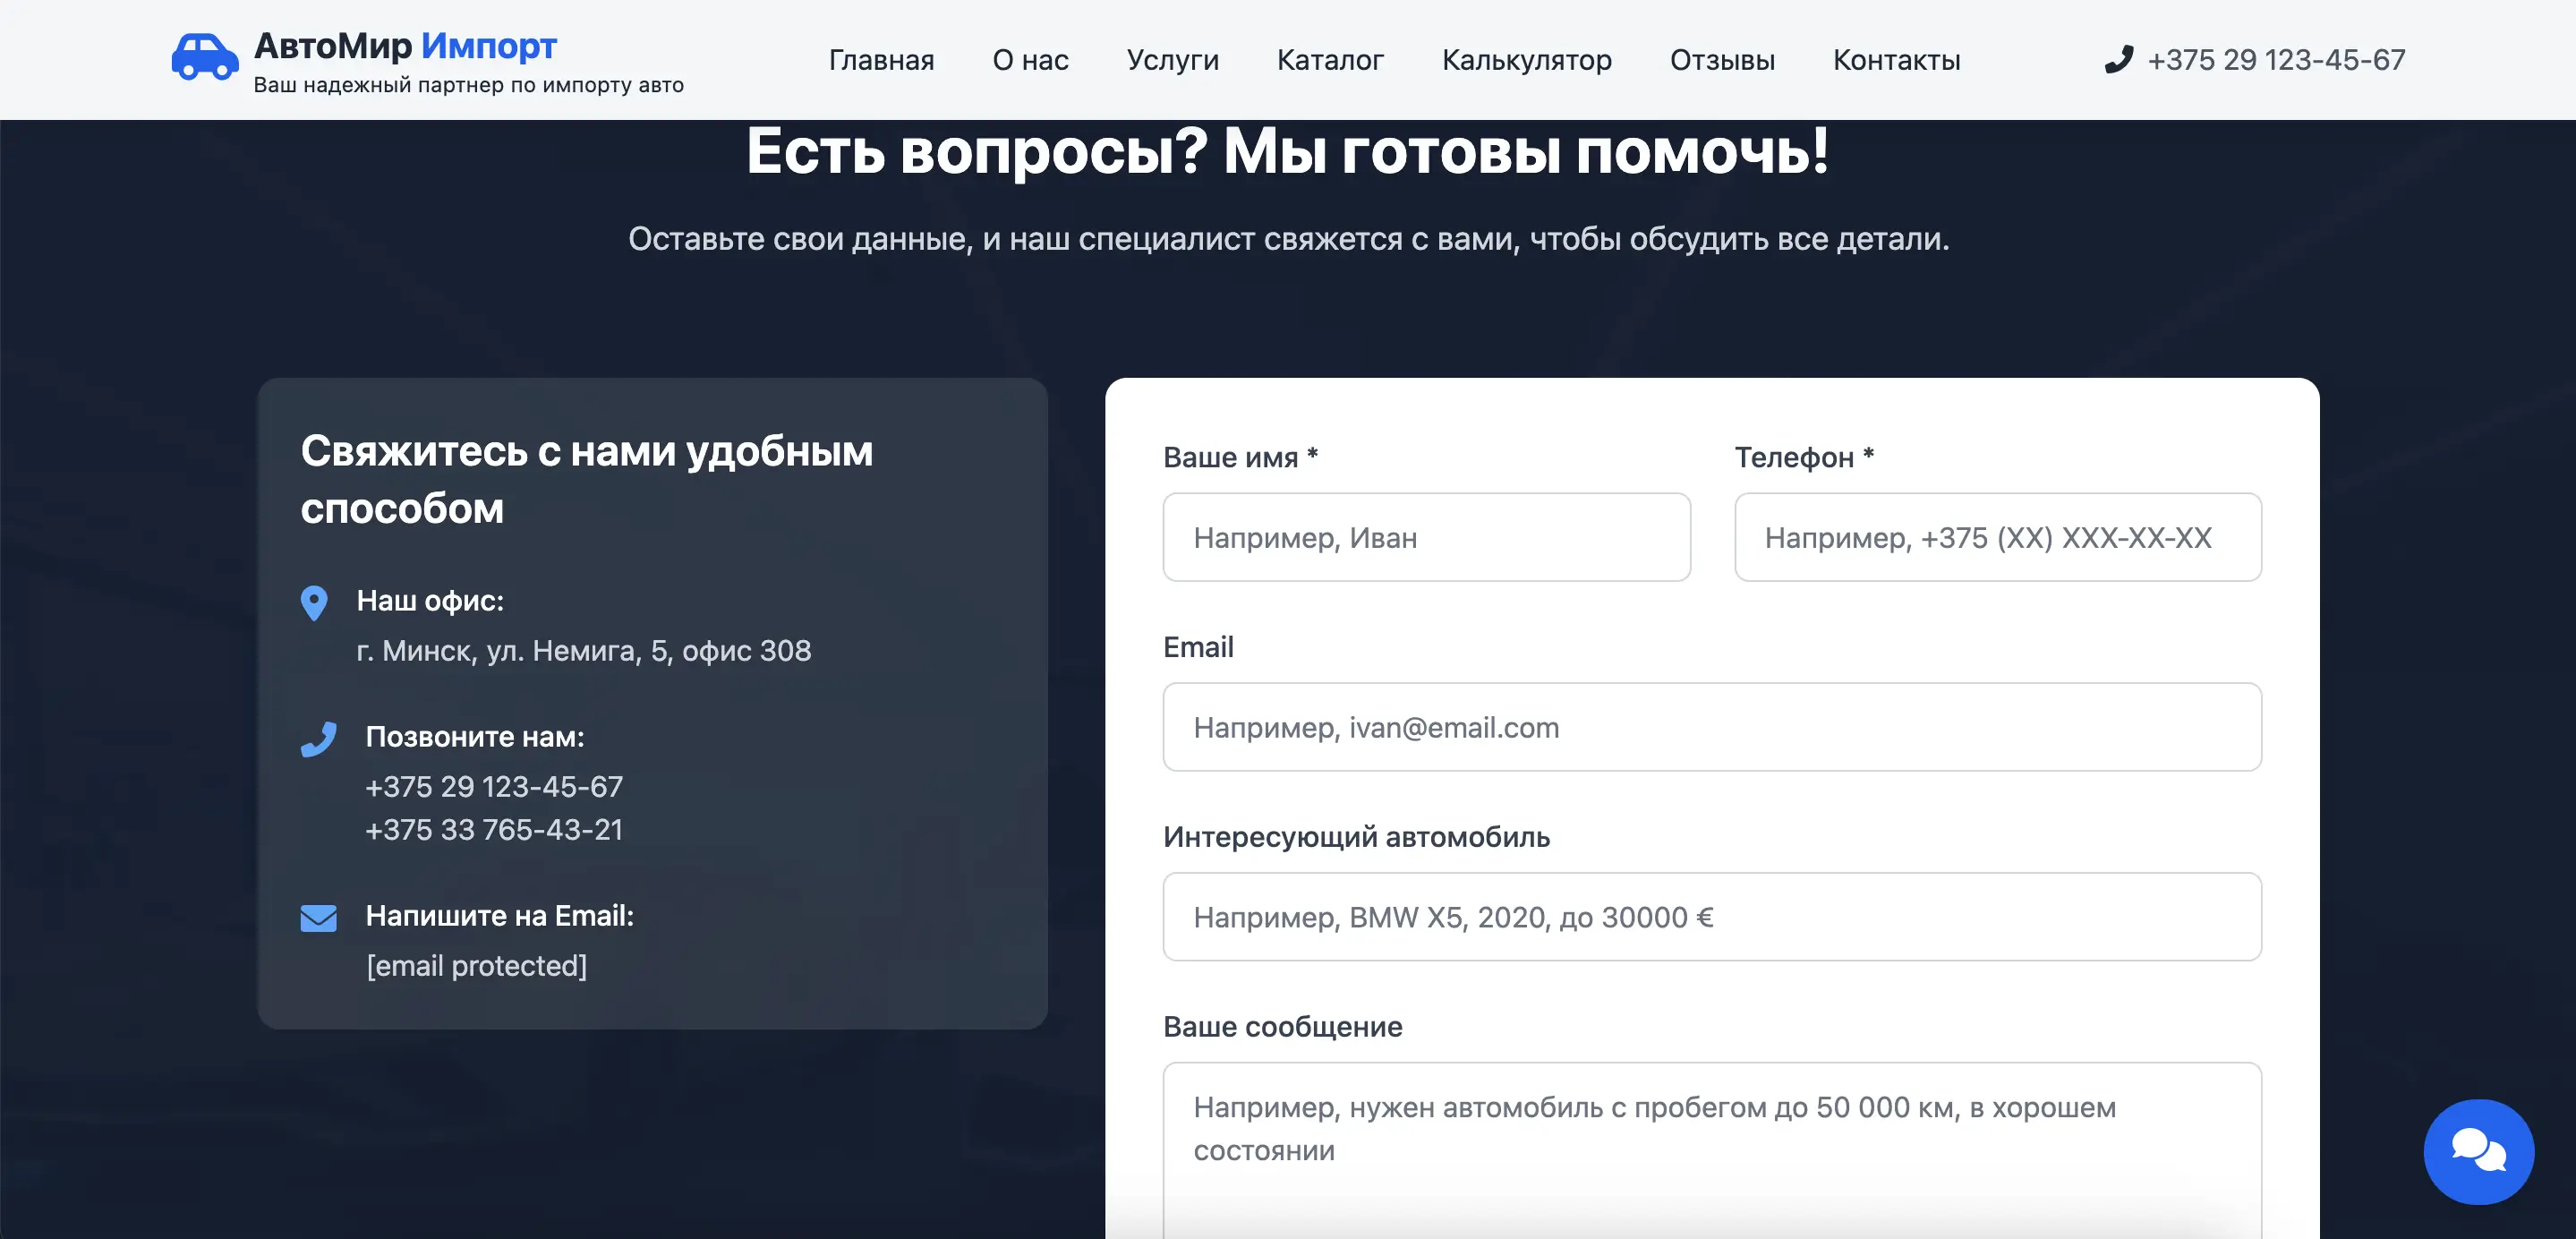 АвтоМир Импорт
Ваш надежный партнер по импорту авто
Главная
О нас
Услуги
Каталог
Калькулятор
Отзывы
Контакты
+375 29 123-45-67
Есть вопросы? Мы готовы помочь!
Оставьте свои данные, и наш специалист свяжется с вами, чтобы обсудить все детали.
Свяжитесь с нами удобным
способом
Наш офис:
г. Минск, ул. Немига, 5, офис 308
Позвоните нам:
+375 29 123-45-67
+375 33 765-43-21
Напишите на Email:
[email protected]
Ваше имя *
Например, Иван
Телефон *
Например, +375 (XX) XXX-XX-XX
Email
Например, ivan@email.com
Интересующий автомобиль
Например, BMW X5, 2020, до 30000 €
Ваше сообщение
Например, нужен автомобиль с пробегом до 50 000 км, в хорошем
состоянии